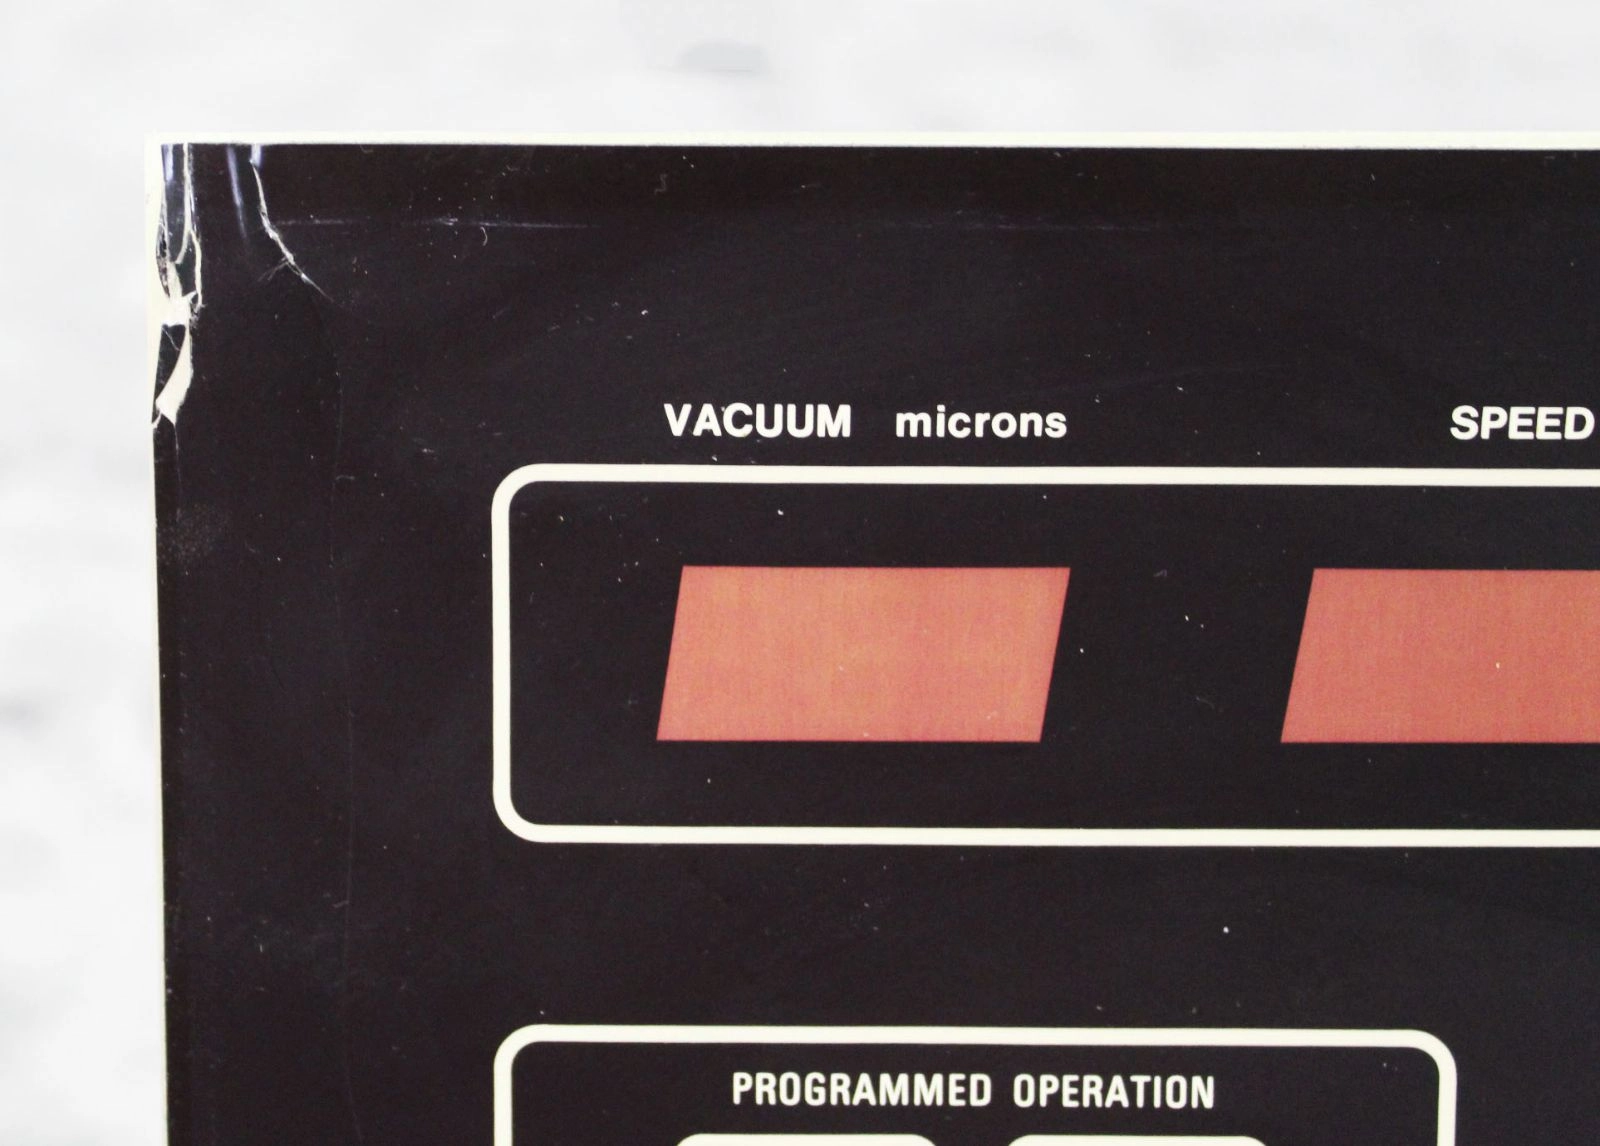 VACUUM microns SPEED
PROGRAMMED OPERATION